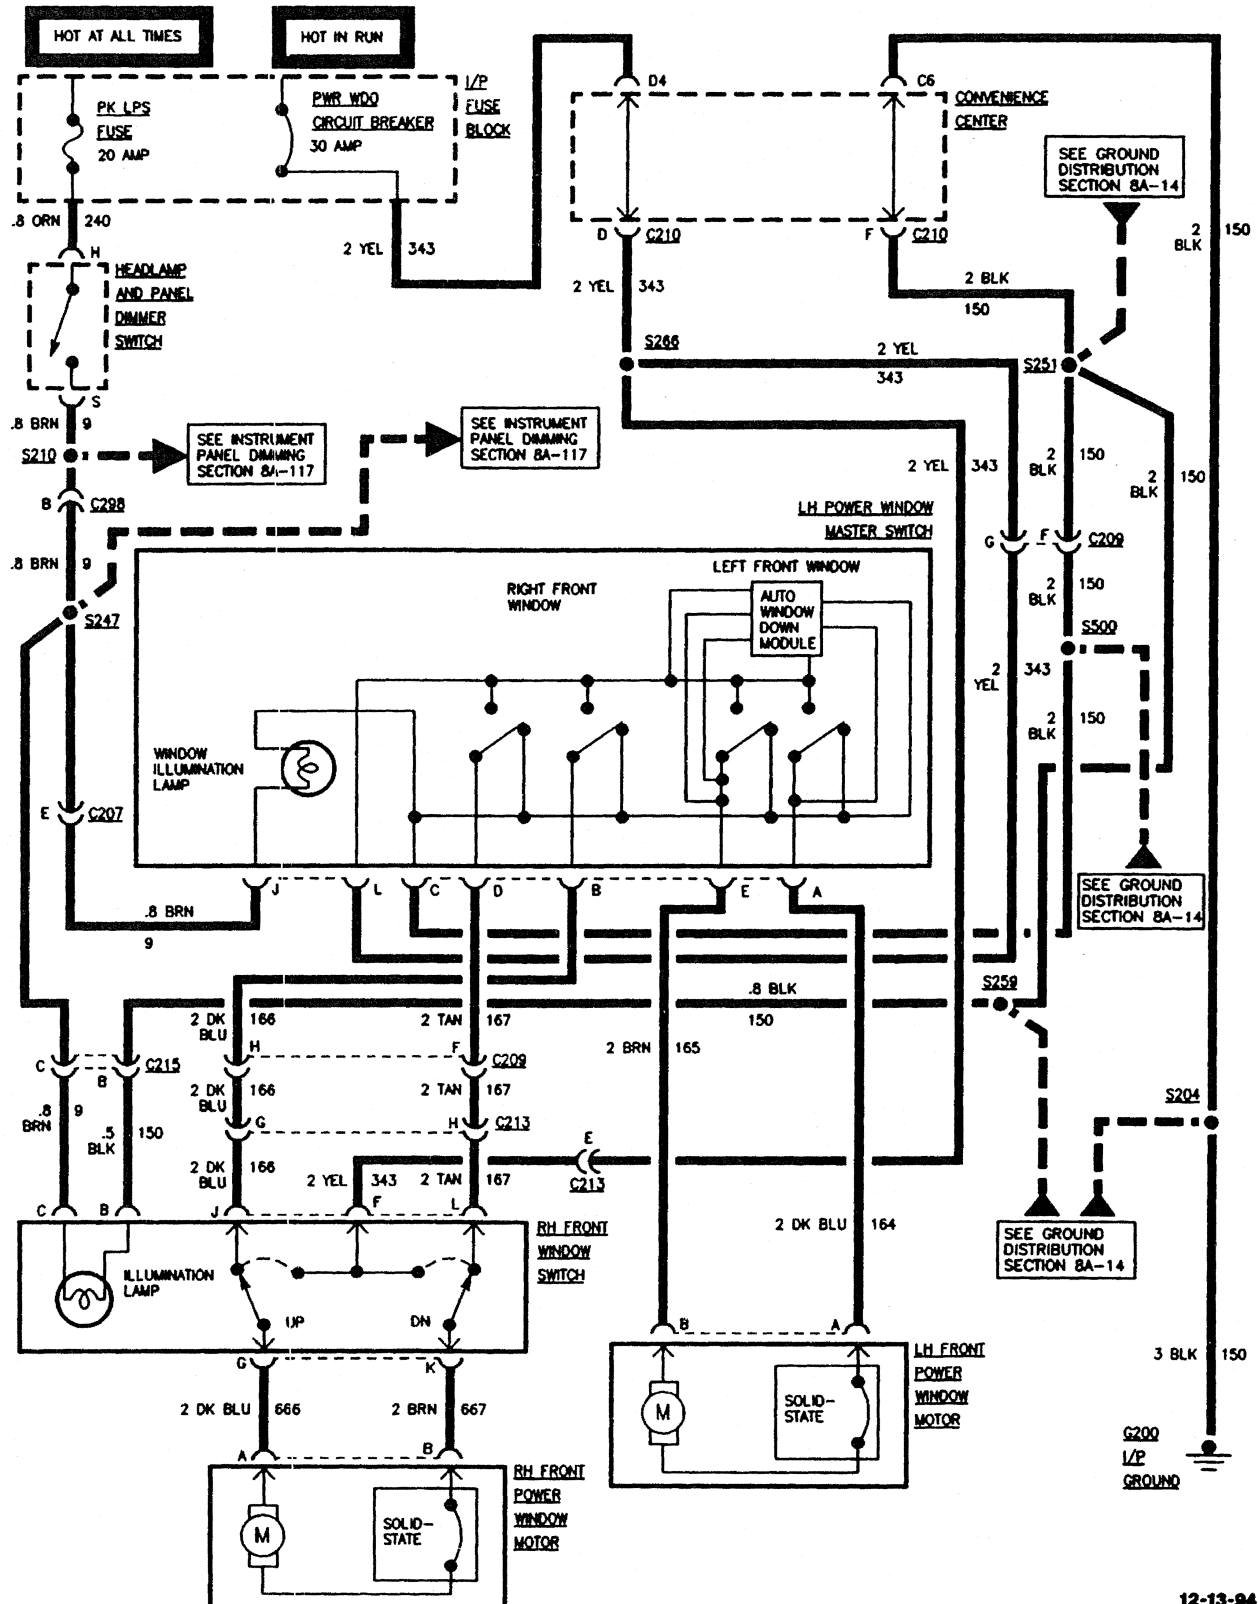 HOT AT ALL TIMES
HOT IN RUN
PK LPS
FUSE
20 AMP
PWR WDO
CIRCUIT BREAKER
30 AMP
I/P
FUSE
BLOCK
D4
C6
CONVENIENCE
CENTER
SEE GROUND
DISTRIBUTION
SECTION 8A-14
.8 ORN
240
2 YEL
343
D
C210
F
C210
2
BLK
150
H
HEADLAMP
AND PANEL
DIMMER
SWITCH
2 YEL
343
2 BLK
150
S266
2 YEL
343
S251
S
.8 BRN
9
S210
SEE INSTRUMENT
PANEL DIMMING
SECTION 8A-117
SEE INSTRUMENT
PANEL DIMMING
SECTION 8A-117
2 YEL
343
2
BLK
150
2
BLK
150
B
C298
LH POWER WINDOW
MASTER SWITCH
G
F
C209
.8 BRN
9
RIGHT FRONT
WINDOW
LEFT FRONT WINDOW
AUTO
WINDOW
DOWN
MODULE
2
BLK
150
S247
S500
2
YEL
343
2
BLK
150
WINDOW
ILLUMINATION
LAMP
E
C207
J
L
C
D
B
E
A
SEE GROUND
DISTRIBUTION
SECTION 8A-14
.8 BRN
9
S259
.8 BLK
150
2 DK
BLU
166
2 TAN
167
2 BRN
165
H
F
C209
C
B
C215
2 DK
BLU
166
2 TAN
167
S204
.8
BRN
9
.5
BLK
150
G
H
C213
E
C213
2 DK
BLU
166
2 YEL
343
2 TAN
167
C
B
J
F
L
2 DK BLU
164
RH FRONT
WINDOW
SWITCH
SEE GROUND
DISTRIBUTION
SECTION 8A-14
ILLUMINATION
LAMP
UP
DN
B
A
G
K
LH FRONT
POWER
WINDOW
MOTOR
3 BLK
150
M
SOLID-
STATE
2 DK BLU
666
2 BRN
667
G200
I/P
GROUND
A
B
RH FRONT
POWER
WINDOW
MOTOR
M
SOLID-
STATE
12-13-94